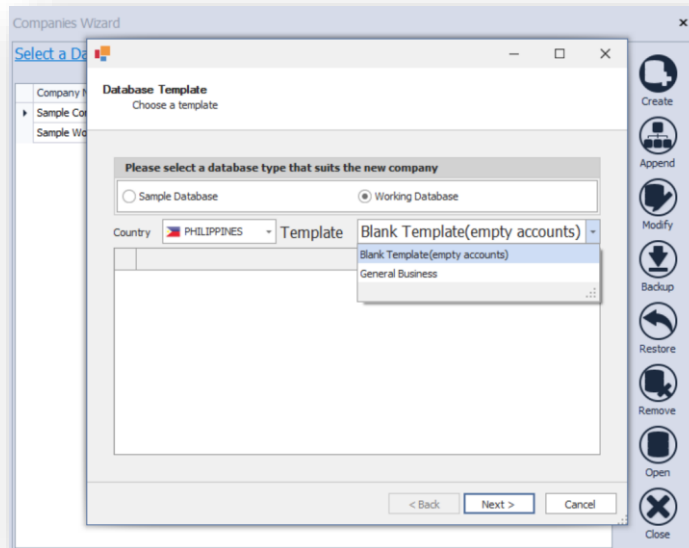 Companies Wizard
Select a Da
Company N
Sample Cor
Sample Wo
Database Template
Choose a template
Please select a database type that suits the new company
Sample Database
Working Database
Country
PHILIPPINES
Template
Blank Template(empty accounts)
Blank Template(empty accounts)
General Business
< Back
Next >
Cancel
Create
Append
Modify
Backup
Restore
Remove
Open
Close